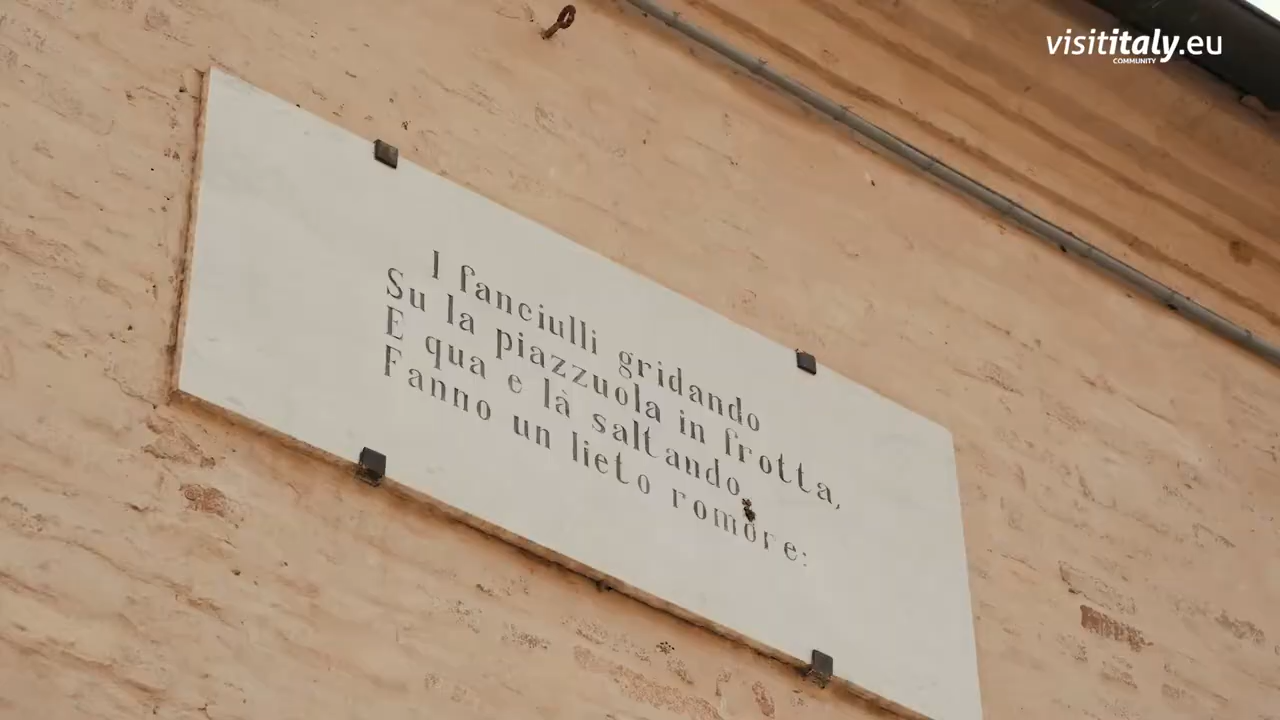 visititaly.eu
COMMUNITY
I fanciulli gridando
Su la piazzuola in frotta,
E qua e là saltando,
Fanno un lieto romore: